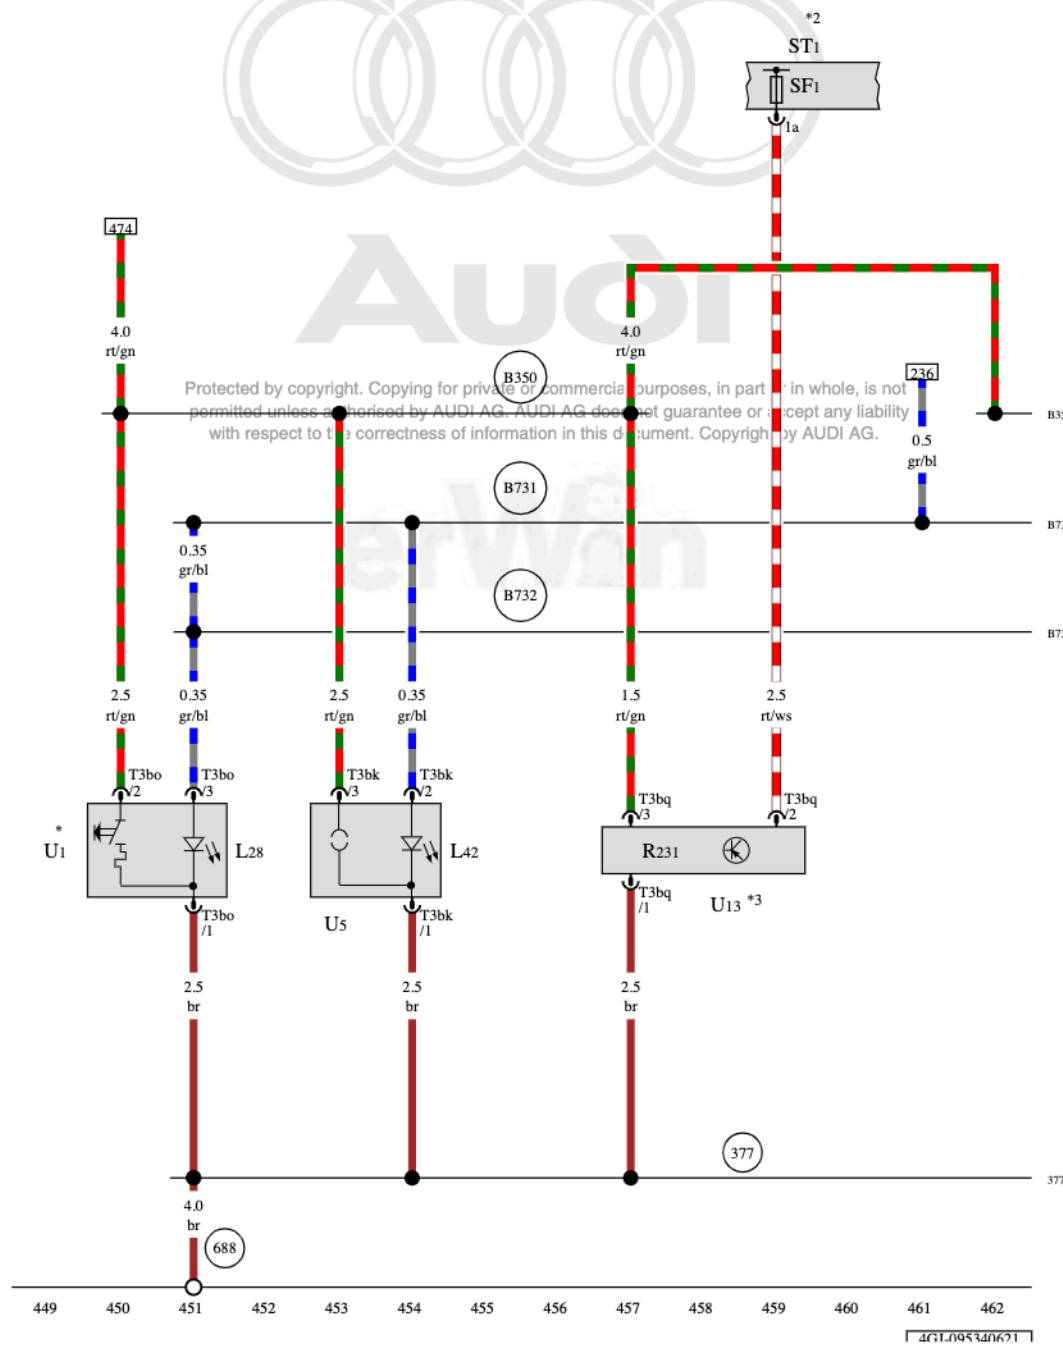 *2
ST1
SF1
1a
474
4.0
rt/gn
4.0
rt/gn
Audi
B350
236
Protected by copyright. Copying for private or commercial purposes, in part or in whole, is not
permitted unless authorised by AUDI AG. AUDI AG does not guarantee or accept any liability
with respect to the correctness of information in this document. Copyright by AUDI AG.
0.5
gr/bl
B731
erWin
0.35
gr/bl
B732
2.5
rt/gn
0.35
gr/bl
2.5
rt/gn
0.35
gr/bl
1.5
rt/gn
2.5
rt/ws
T3bo
/2
T3bo
/3
T3bk
/3
T3bk
/2
T3bq
/3
T3bq
/2
*
U1
L28
L42
R231
U13 *3
U5
T3bo
/1
T3bk
/1
T3bq
/1
2.5
br
2.5
br
2.5
br
377
377
4.0
br
688
449 450 451 452 453 454 455 456 457 458 459 460 461 462
4GI-095340621